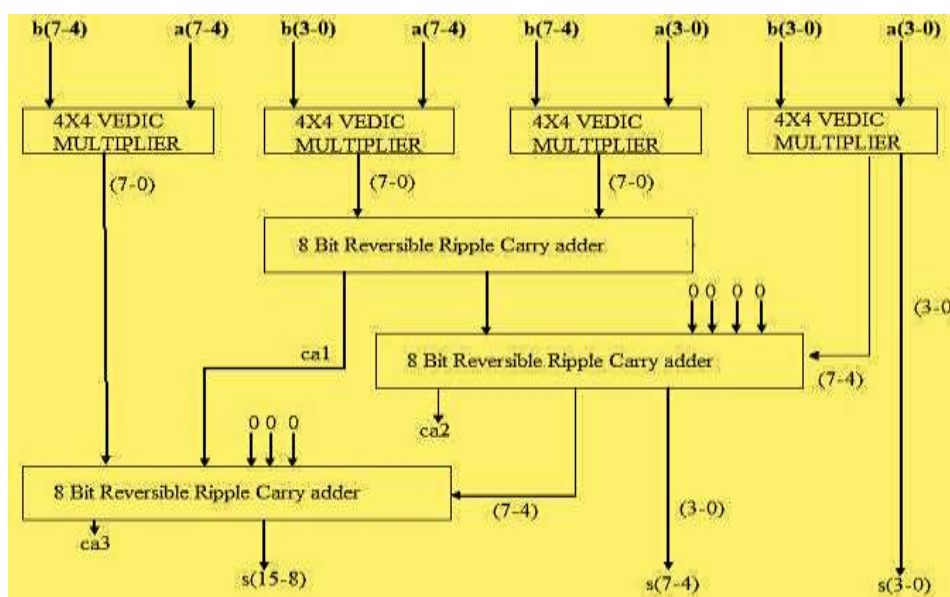 b(7-4) a(7-4) b(3-0) a(7-4) b(7-4) a(3-0) b(3-0) a(3-0)
4X4 VEDIC MULTIPLIER
4X4 VEDIC MULTIPLIER
4X4 VEDIC MULTIPLIER
4X4 VEDIC MULTIPLIER
(7-0) (7-0) (7-0)
8 Bit Reversible Ripple Carry adder
0 0 0 0
(3-0
ca1
8 Bit Reversible Ripple Carry adder
(7-4)
0 0 0
ca2
8 Bit Reversible Ripple Carry adder
(7-4) (3-0)
ca3
s(15-8) s(7-4) s(3-0)